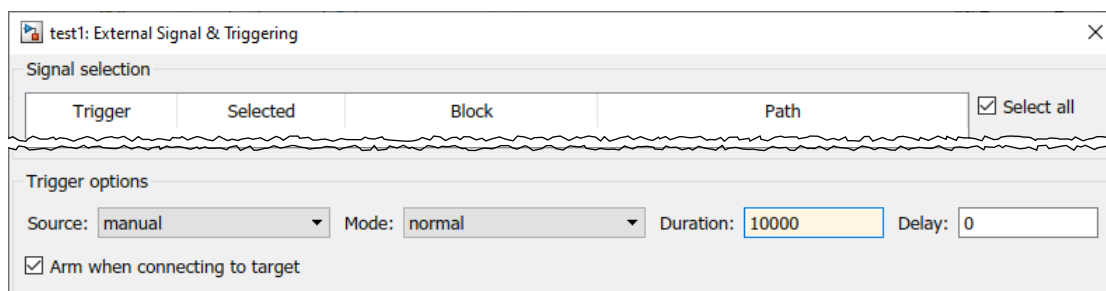 test1: External Signal & Triggering
Signal selection
Trigger Selected Block Path Select all
Trigger options
Source: manual Mode: normal Duration: 10000 Delay: 0
Arm when connecting to target